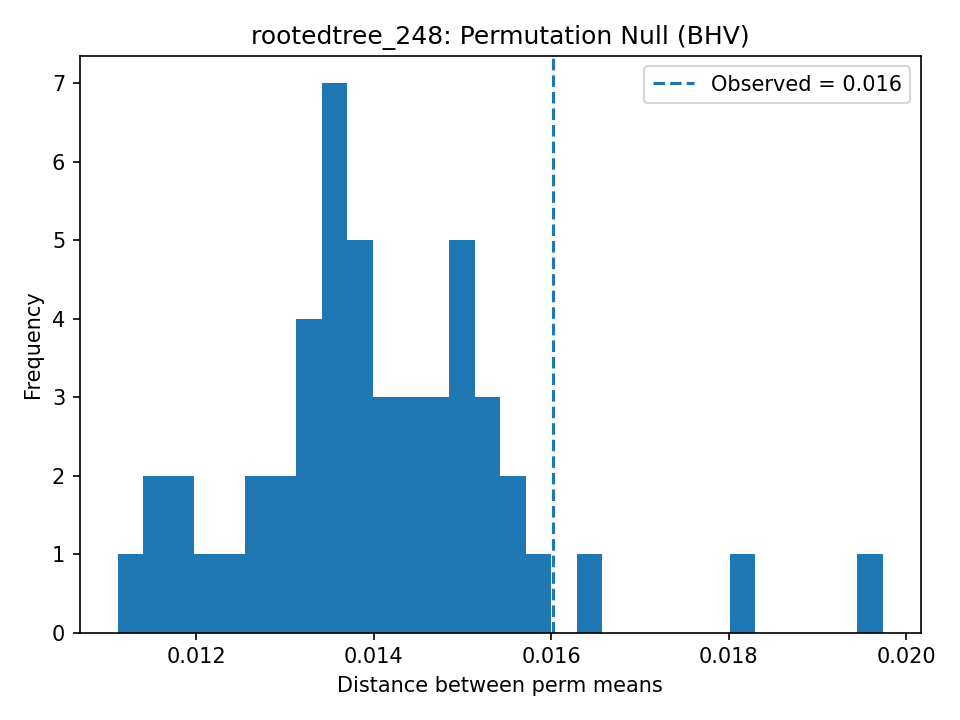 rootedtree_248: Permutation Null (BHV)
Observed = 0.016
Frequency
7
6
5
4
3
2
1
0
0.012 0.014 0.016 0.018 0.020
Distance between perm means